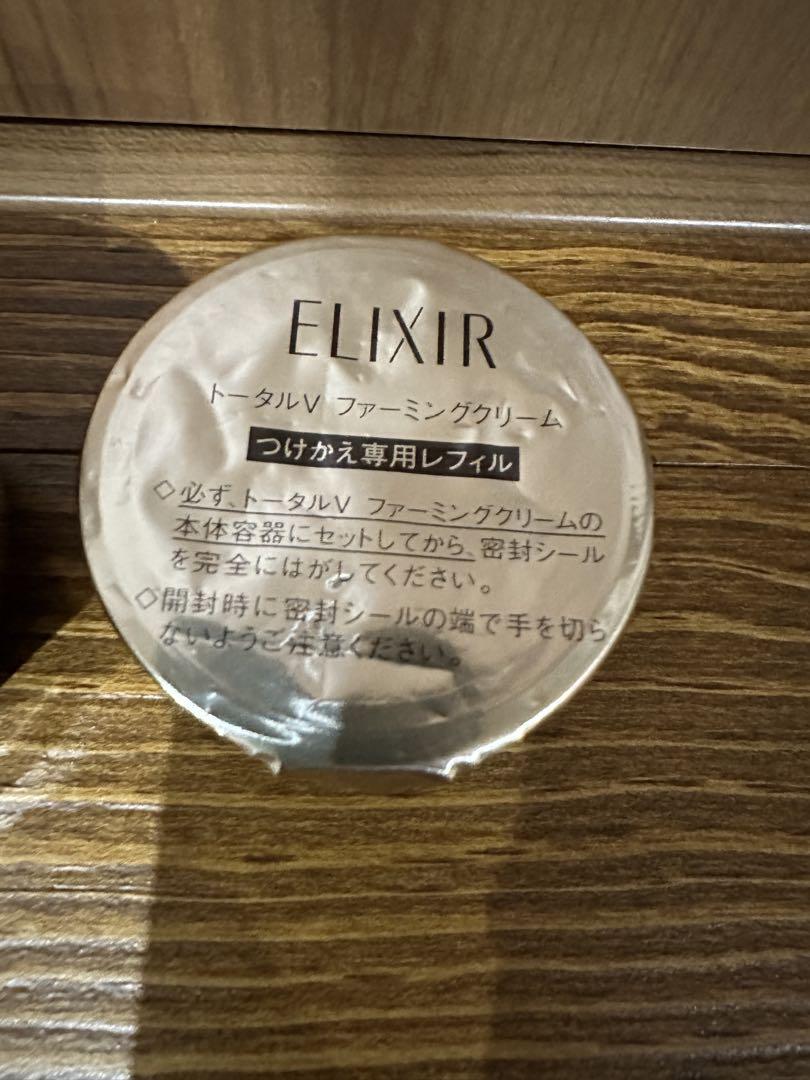 ELIXIR
トータルV ファーミングクリーム
つけかえ専用レフィル
◇必ず、トータルV ファーミングクリームの
本体容器にセットしてから、密封シール
を完全にはがしてください。
◇開封時に密封シールの端で手を切ら
ないようご注意ください。